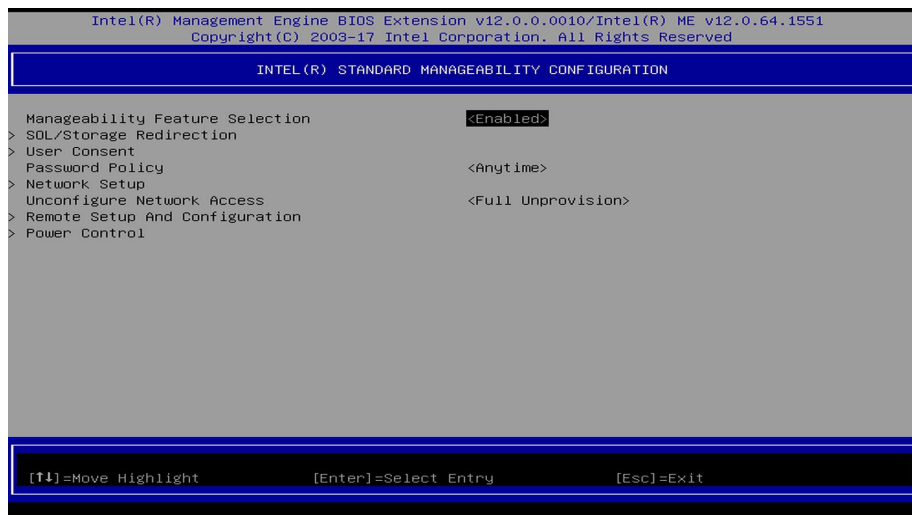 Intel(R) Management Engine BIOS Extension v12.0.0.0010/Intel(R) ME v12.0.64.1551
Copyright(C) 2003-17 Intel Corporation. All Rights Reserved
INTEL(R) STANDARD MANAGEABILITY CONFIGURATION
Manageability Feature Selection <Enabled>
> SOL/Storage Redirection
> User Consent
Password Policy <Anytime>
> Network Setup
Unconfigure Network Access <Full Unprovision>
> Remote Setup And Configuration
> Power Control
[↑↓]=Move Highlight [Enter]=Select Entry [Esc]=Exit